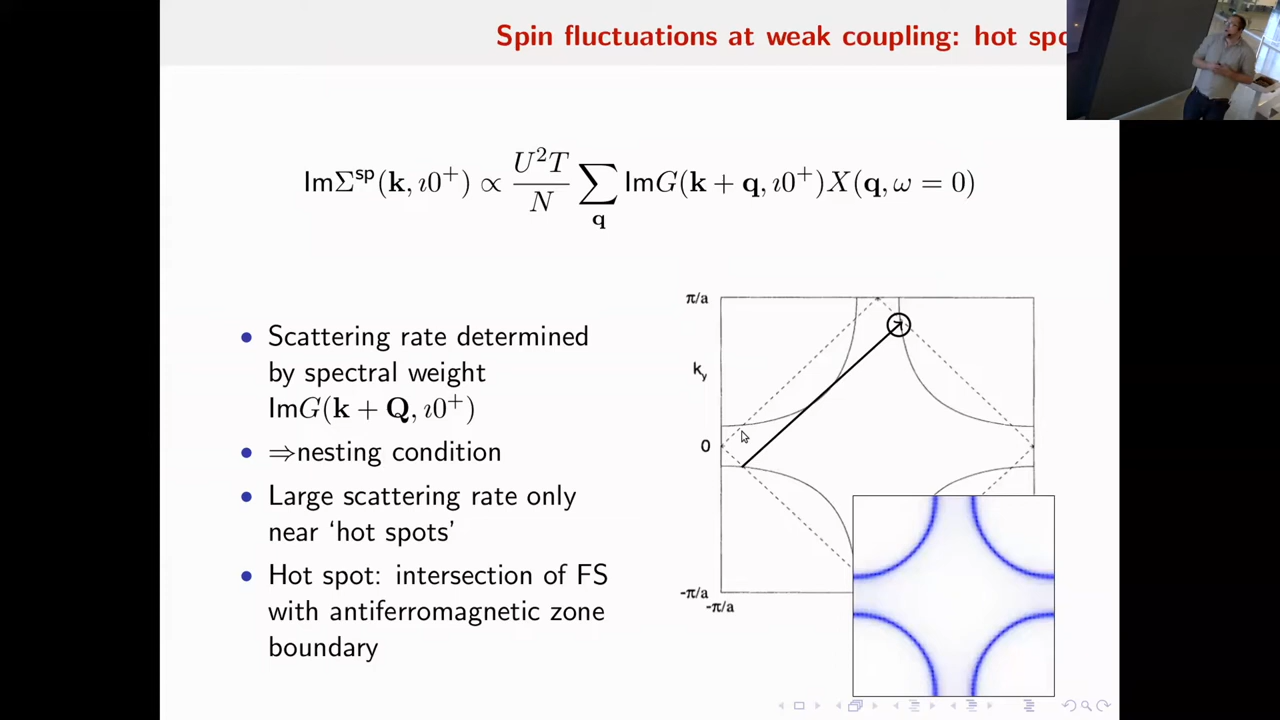 Spin fluctuations at weak coupling: hot spo
ImΣ^sp(k, ı0⁺) ∝ U²T/N ∑_q ImG(k + q, ı0⁺)X(q, ω = 0)
• Scattering rate determined
by spectral weight
ImG(k + Q, ı0⁺)
• ⇒nesting condition
• Large scattering rate only
near ‘hot spots’
• Hot spot: intersection of FS
with antiferromagnetic zone
boundary
π/a
k_y
0
-π/a
-π/a